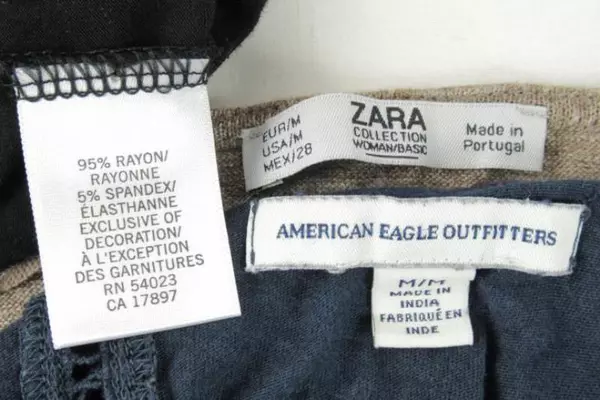 95% RAYON/
RAYONNE
5% SPANDEX/
ÉLASTHANNE
EXCLUSIVE OF
DECORATION/
À L'EXCEPTION
DES GARNITURES
RN 54023
CA 17897
EUR/M
USA/M
MEX/28
ZARA
COLLECTION
WOMAN/BASIC
Made in
Portugal
AMERICAN EAGLE OUTFITTERS
M/M
MADE IN
INDIA
FABRIQUÉ EN
INDE